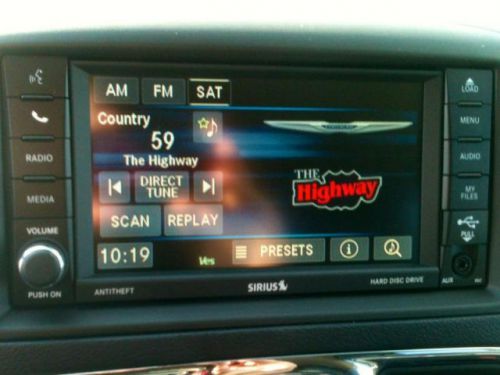 AM FM SAT
Country
59
The Highway
DIRECT
TUNE
SCAN REPLAY
10:19
Yes
PRESETS
THE
Highway
RADIO
MEDIA
VOLUME
PUSH ON
LOAD
MENU
AUDIO
MY
FILES
PULL
AUX
ANTITHEFT
SIRIUS
HARD DISC DRIVE